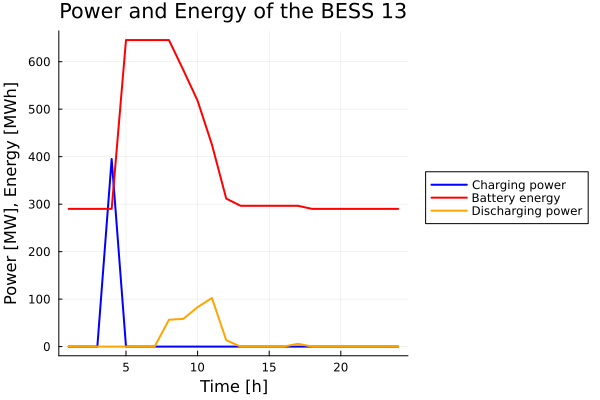 Power and Energy of the BESS 13
Power [MW], Energy [MWh]
600
500
400
300
200
100
0
5
10
15
20
Time [h]
Charging power
Battery energy
Discharging power